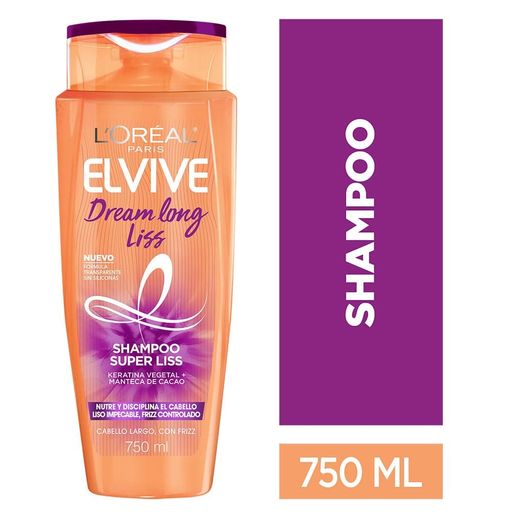 L'ORÉAL
PARIS
ELVIVE
Dream long
Liss
NUEVO
FÓRMULA
TRANSPARENTE
SIN SILICONAS
SHAMPOO
SUPER LISS
KERATINA VEGETAL +
MANTECA DE CACAO
NUTRE Y DISCIPLINA EL CABELLO
LISO IMPECABLE, FRIZZ CONTROLADO
CABELLO LARGO, CON FRIZZ
750 ml
SHAMPOO
750 ML